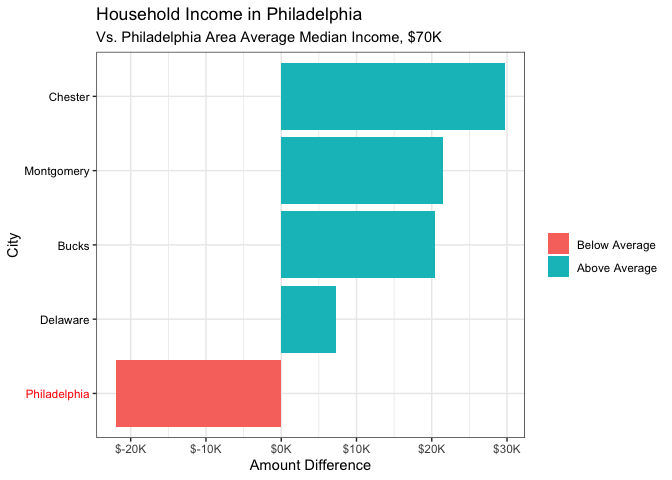 Household Income in Philadelphia
Vs. Philadelphia Area Average Median Income, $70K
City
Chester
Montgomery
Bucks
Delaware
Philadelphia
$-20K $-10K $0K $10K $20K $30K
Amount Difference
Below Average
Above Average